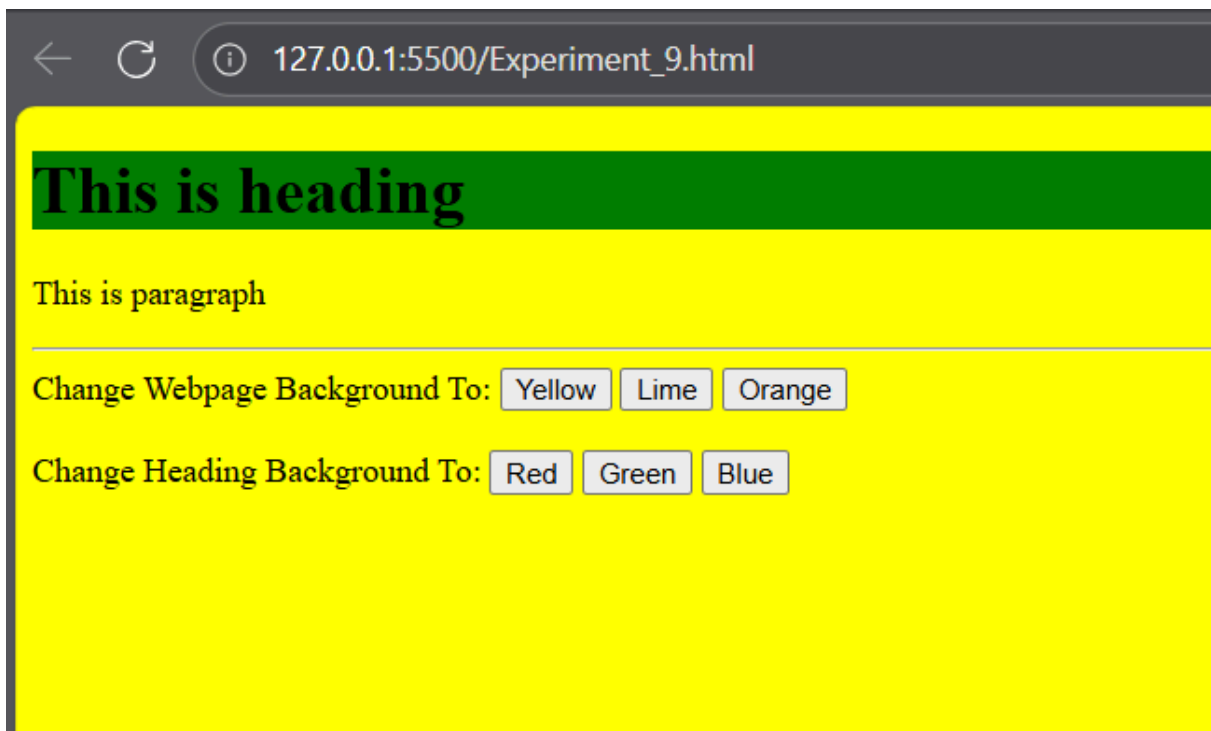 127.0.0.1:5500/Experiment_9.html
This is heading
This is paragraph
Change Webpage Background To: Yellow Lime Orange
Change Heading Background To: Red Green Blue